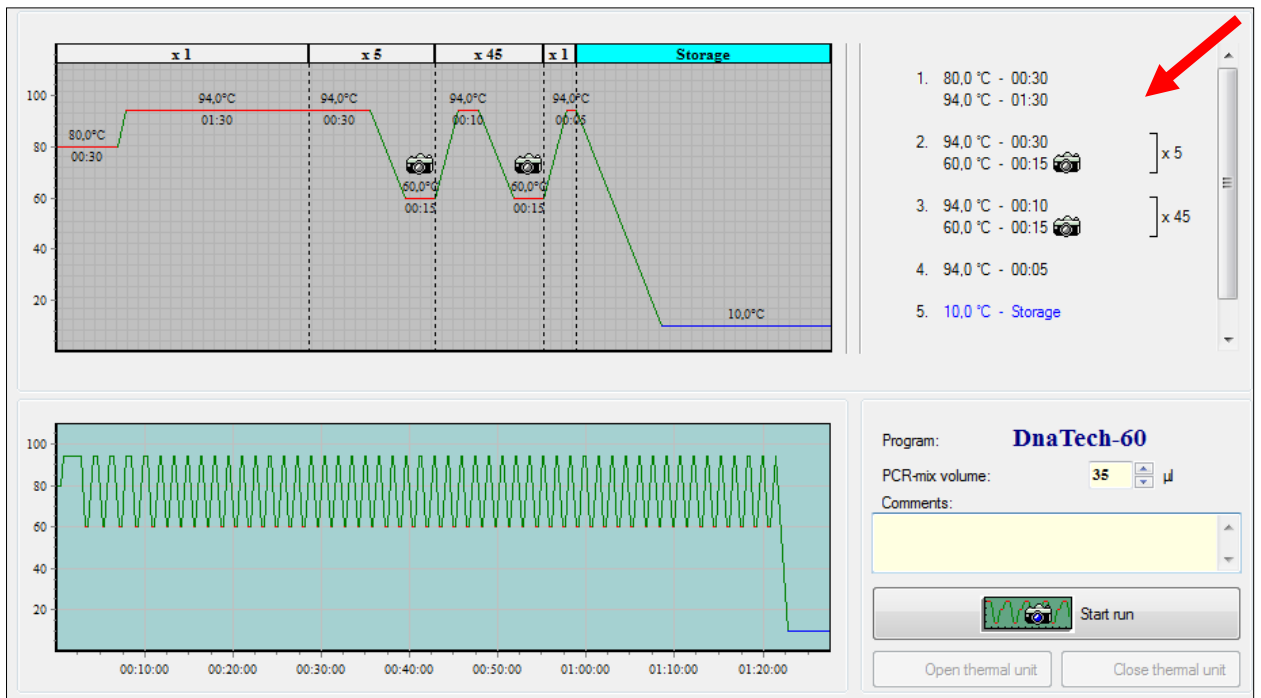 x 1 x 5 x 45 x 1 Storage
100
80
60
40
20
80,0°C
00:30
94,0°C
01:30
94,0°C
00:30
60,0°C
00:15
94,0°C
00:10
60,0°C
00:15
94,0°C
00:05
10,0°C
1. 80,0 °C - 00:30
94,0 °C - 01:30
2. 94,0 °C - 00:30
60,0 °C - 00:15
x 5
3. 94,0 °C - 00:10
60,0 °C - 00:15
x 45
4. 94,0 °C - 00:05
5. 10,0 °C - Storage
100
80
60
40
20
00:10:00 00:20:00 00:30:00 00:40:00 00:50:00 01:00:00 01:10:00 01:20:00
Program: DnaTech-60
PCR-mix volume: 35 µl
Comments:
Start run
Open thermal unit Close thermal unit